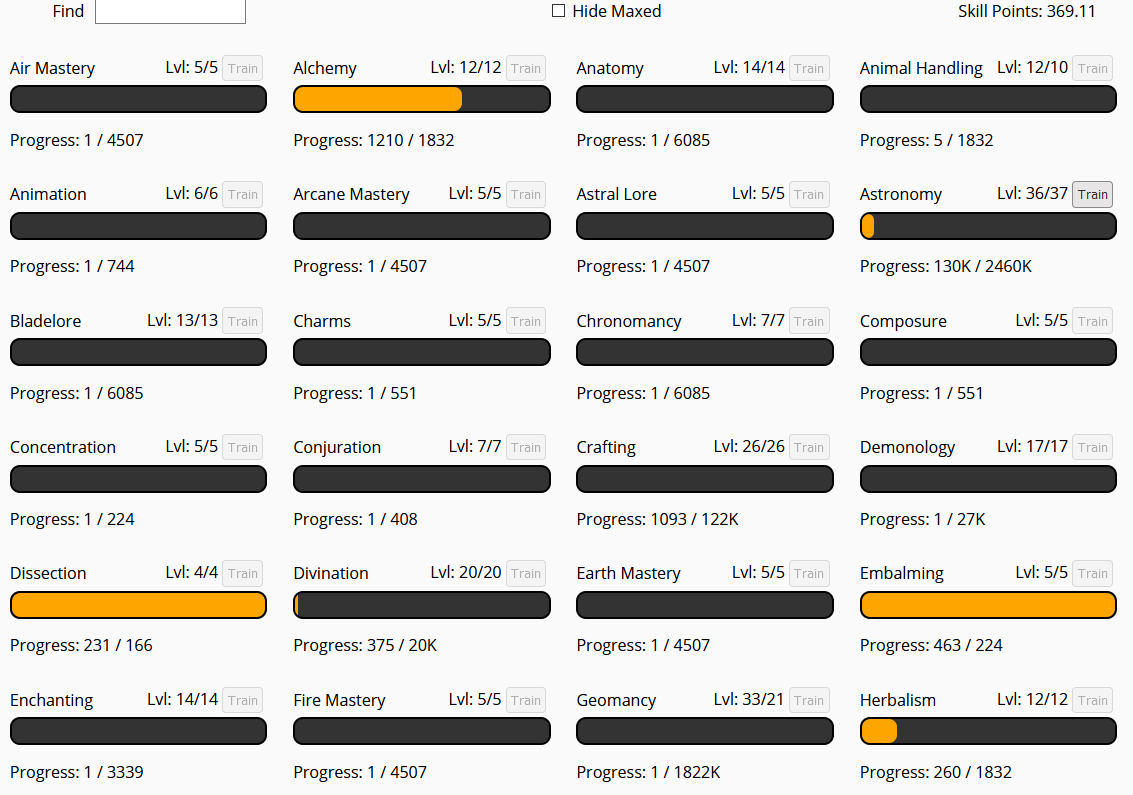 Find Hide Maxed Skill Points: 369.11
Air Mastery Lvl: 5/5 Train Alchemy Lvl: 12/12 Train Anatomy Lvl: 14/14 Train Animal Handling Lvl: 12/10 Train
Progress: 1 / 4507 Progress: 1210 / 1832 Progress: 1 / 6085 Progress: 5 / 1832
Animation Lvl: 6/6 Train Arcane Mastery Lvl: 5/5 Train Astral Lore Lvl: 5/5 Train Astronomy Lvl: 36/37 Train
Progress: 1 / 744 Progress: 1 / 4507 Progress: 1 / 4507 Progress: 130K / 2460K
Bladelore Lvl: 13/13 Train Charms Lvl: 5/5 Train Chronomancy Lvl: 7/7 Train Composure Lvl: 5/5 Train
Progress: 1 / 6085 Progress: 1 / 551 Progress: 1 / 6085 Progress: 1 / 551
Concentration Lvl: 5/5 Train Conjuration Lvl: 7/7 Train Crafting Lvl: 26/26 Train Demonology Lvl: 17/17 Train
Progress: 1 / 224 Progress: 1 / 408 Progress: 1093 / 122K Progress: 1 / 27K
Dissection Lvl: 4/4 Train Divination Lvl: 20/20 Train Earth Mastery Lvl: 5/5 Train Embalming Lvl: 5/5 Train
Progress: 231 / 166 Progress: 375 / 20K Progress: 1 / 4507 Progress: 463 / 224
Enchanting Lvl: 14/14 Train Fire Mastery Lvl: 5/5 Train Geomancy Lvl: 33/21 Train Herbalism Lvl: 12/12 Train
Progress: 1 / 3339 Progress: 1 / 4507 Progress: 1 / 1822K Progress: 260 / 1832